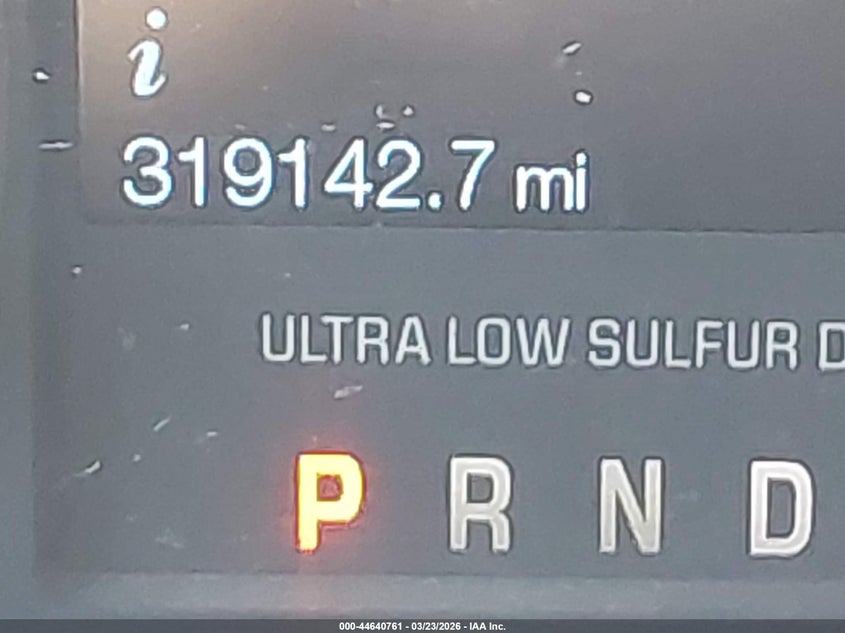 i
319142.7 mi
ULTRA LOW SULFUR D
P R N D
000-44640761 - 03/23/2026 - IAA Inc.